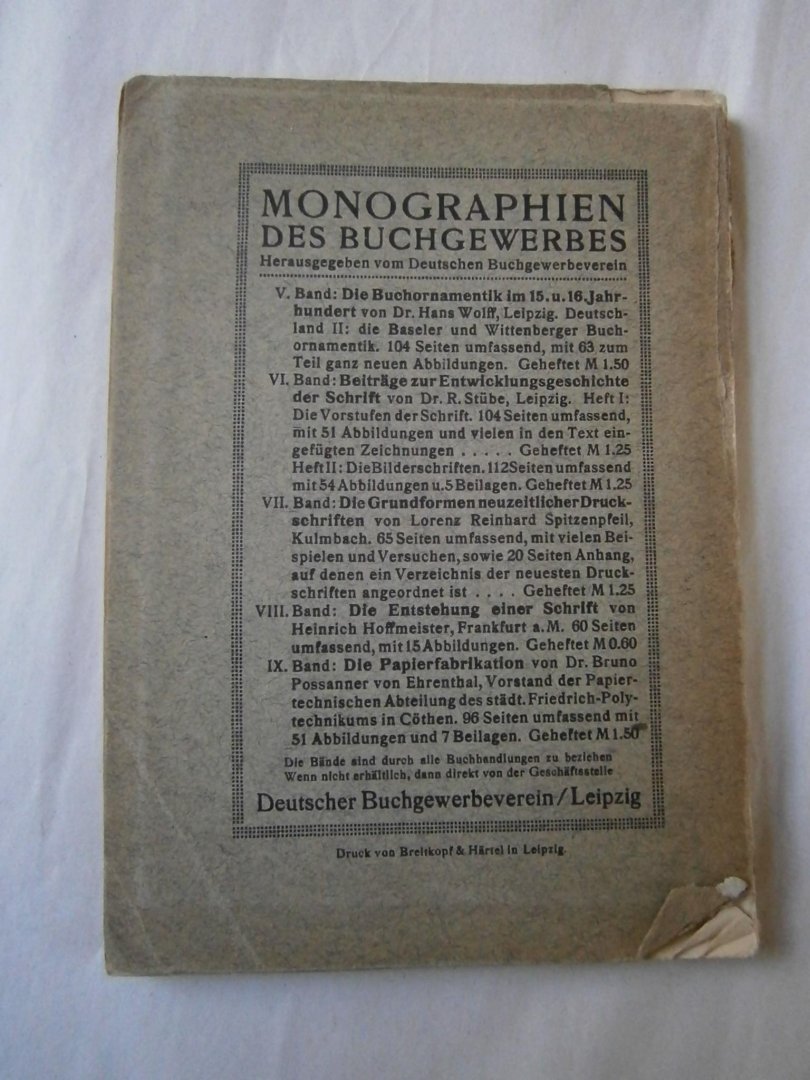 MONOGRAPHIEN
DES BUCHGEWERBES
Herausgegeben vom Deutschen Buchgewerbeverein
V. Band: Die Buchornamentik im 15. u. 16. Jahr-
hundert von Dr. Hans Wolff, Leipzig. Deutsch-
land II: die Baseler und Wittenberger Buch-
ornamentik. 104 Seiten umfassend, mit 63 zum
Teil ganz neuen Abbildungen. Geheftet M 1.50
VI. Band: Beiträge zur Entwicklungsgeschichte
der Schrift von Dr. R. Stübe, Leipzig. Heft I:
Die Vorstufen der Schrift. 104 Seiten umfassend,
mit 51 Abbildungen und vielen in den Text ein-
gefügten Zeichnungen ..... Geheftet M 1.25
Heft II: Die Bilderschriften. 112 Seiten umfassend
mit 54 Abbildungen u. 5 Beilagen. Geheftet M 1.25
VII. Band: Die Grundformen neuzeitlicher Druck-
schriften von Lorenz Reinhard Spitzenpfeil,
Kulmbach. 65 Seiten umfassend, mit vielen Bei-
spielen und Versuchen, sowie 20 Seiten Anhang,
auf denen ein Verzeichnis der neuesten Druck-
schriften angeordnet ist .... Geheftet M 1.25
VIII. Band: Die Entstehung einer Schrift von
Heinrich Hoffmeister, Frankfurt a. M. 60 Seiten
umfassend, mit 15 Abbildungen. Geheftet M 0.60
IX. Band: Die Papierfabrikation von Dr. Bruno
Possanner von Ehrenthal, Vorstand der Papier-
technischen Abteilung des städt. Friedrich-Poly-
technikums in Cöthen. 96 Seiten umfassend mit
51 Abbildungen und 7 Beilagen. Geheftet M 1.50
Die Bände sind durch alle Buchhandlungen zu beziehen
Wenn nicht erhältlich, dann direkt von der Geschäftsstelle
Deutscher Buchgewerbeverein/Leipzig
Druck von Breitkopf & Härtel in Leipzig.